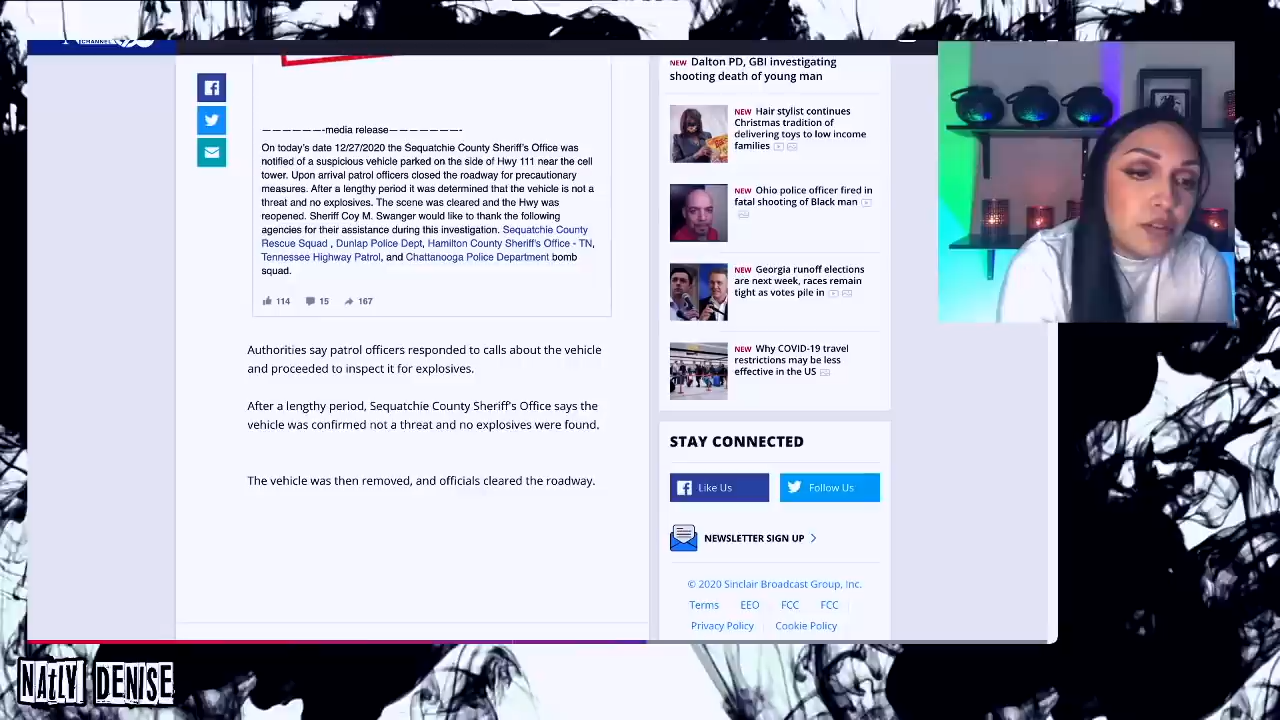 CHANNEL
——————-media release———————-
On today's date 12/27/2020 the Sequatchie County Sheriff's Office was
notified of a suspicious vehicle parked on the side of Hwy 111 near the cell
tower. Upon arrival patrol officers closed the roadway for precautionary
measures. After a lengthy period it was determined that the vehicle is not a
threat and no explosives. The scene was cleared and the Hwy was
reopened. Sheriff Coy M. Swanger would like to thank the following
agencies for their assistance during this investigation. Sequatchie County
Rescue Squad , Dunlap Police Dept, Hamilton County Sheriff's Office - TN,
Tennessee Highway Patrol, and Chattanooga Police Department bomb
squad.
114 15 167
Authorities say patrol officers responded to calls about the vehicle
and proceeded to inspect it for explosives.
After a lengthy period, Sequatchie County Sheriff's Office says the
vehicle was confirmed not a threat and no explosives were found.
The vehicle was then removed, and officials cleared the roadway.
NEW Dalton PD, GBI investigating
shooting death of young man
NEW Hair stylist continues
Christmas tradition of
delivering toys to low income
families
NEW Ohio police officer fired in
fatal shooting of Black man
NEW Georgia runoff elections
are next week, races remain
tight as votes pile in
NEW Why COVID-19 travel
restrictions may be less
effective in the US
STAY CONNECTED
Like Us
Follow Us
NEWSLETTER SIGN UP
© 2020 Sinclair Broadcast Group, Inc.
Terms EEO FCC FCC
Privacy Policy Cookie Policy
NAtLY DENISE